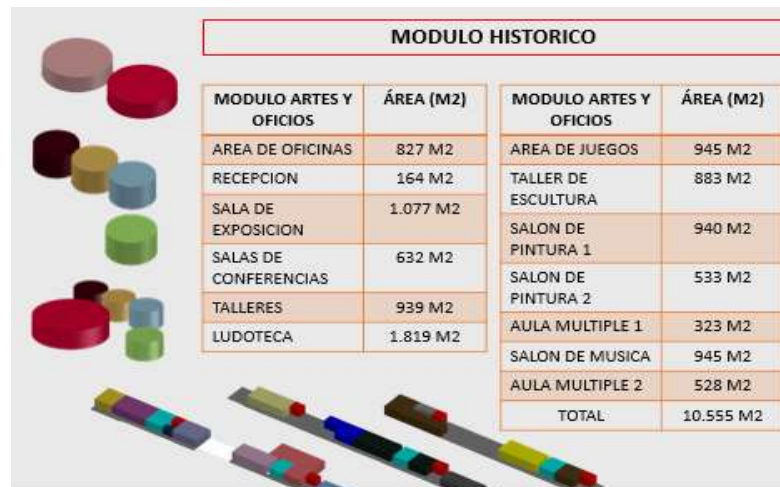 MODULO HISTORICO
MODULO ARTES Y
OFICIOS
ÁREA (M2)
AREA DE OFICINAS 827 M2
RECEPCION 164 M2
SALA DE
EXPOSICION
1.077 M2
SALAS DE
CONFERENCIAS
632 M2
TALLERES 939 M2
LUDOTECA 1.819 M2
MODULO ARTES Y
OFICIOS
ÁREA (M2)
AREA DE JUEGOS 945 M2
TALLER DE
ESCULTURA
883 M2
SALON DE
PINTURA 1
940 M2
SALON DE
PINTURA 2
533 M2
AULA MULTIPLE 1 323 M2
SALON DE MUSICA 945 M2
AULA MULTIPLE 2 528 M2
TOTAL 10.555 M2